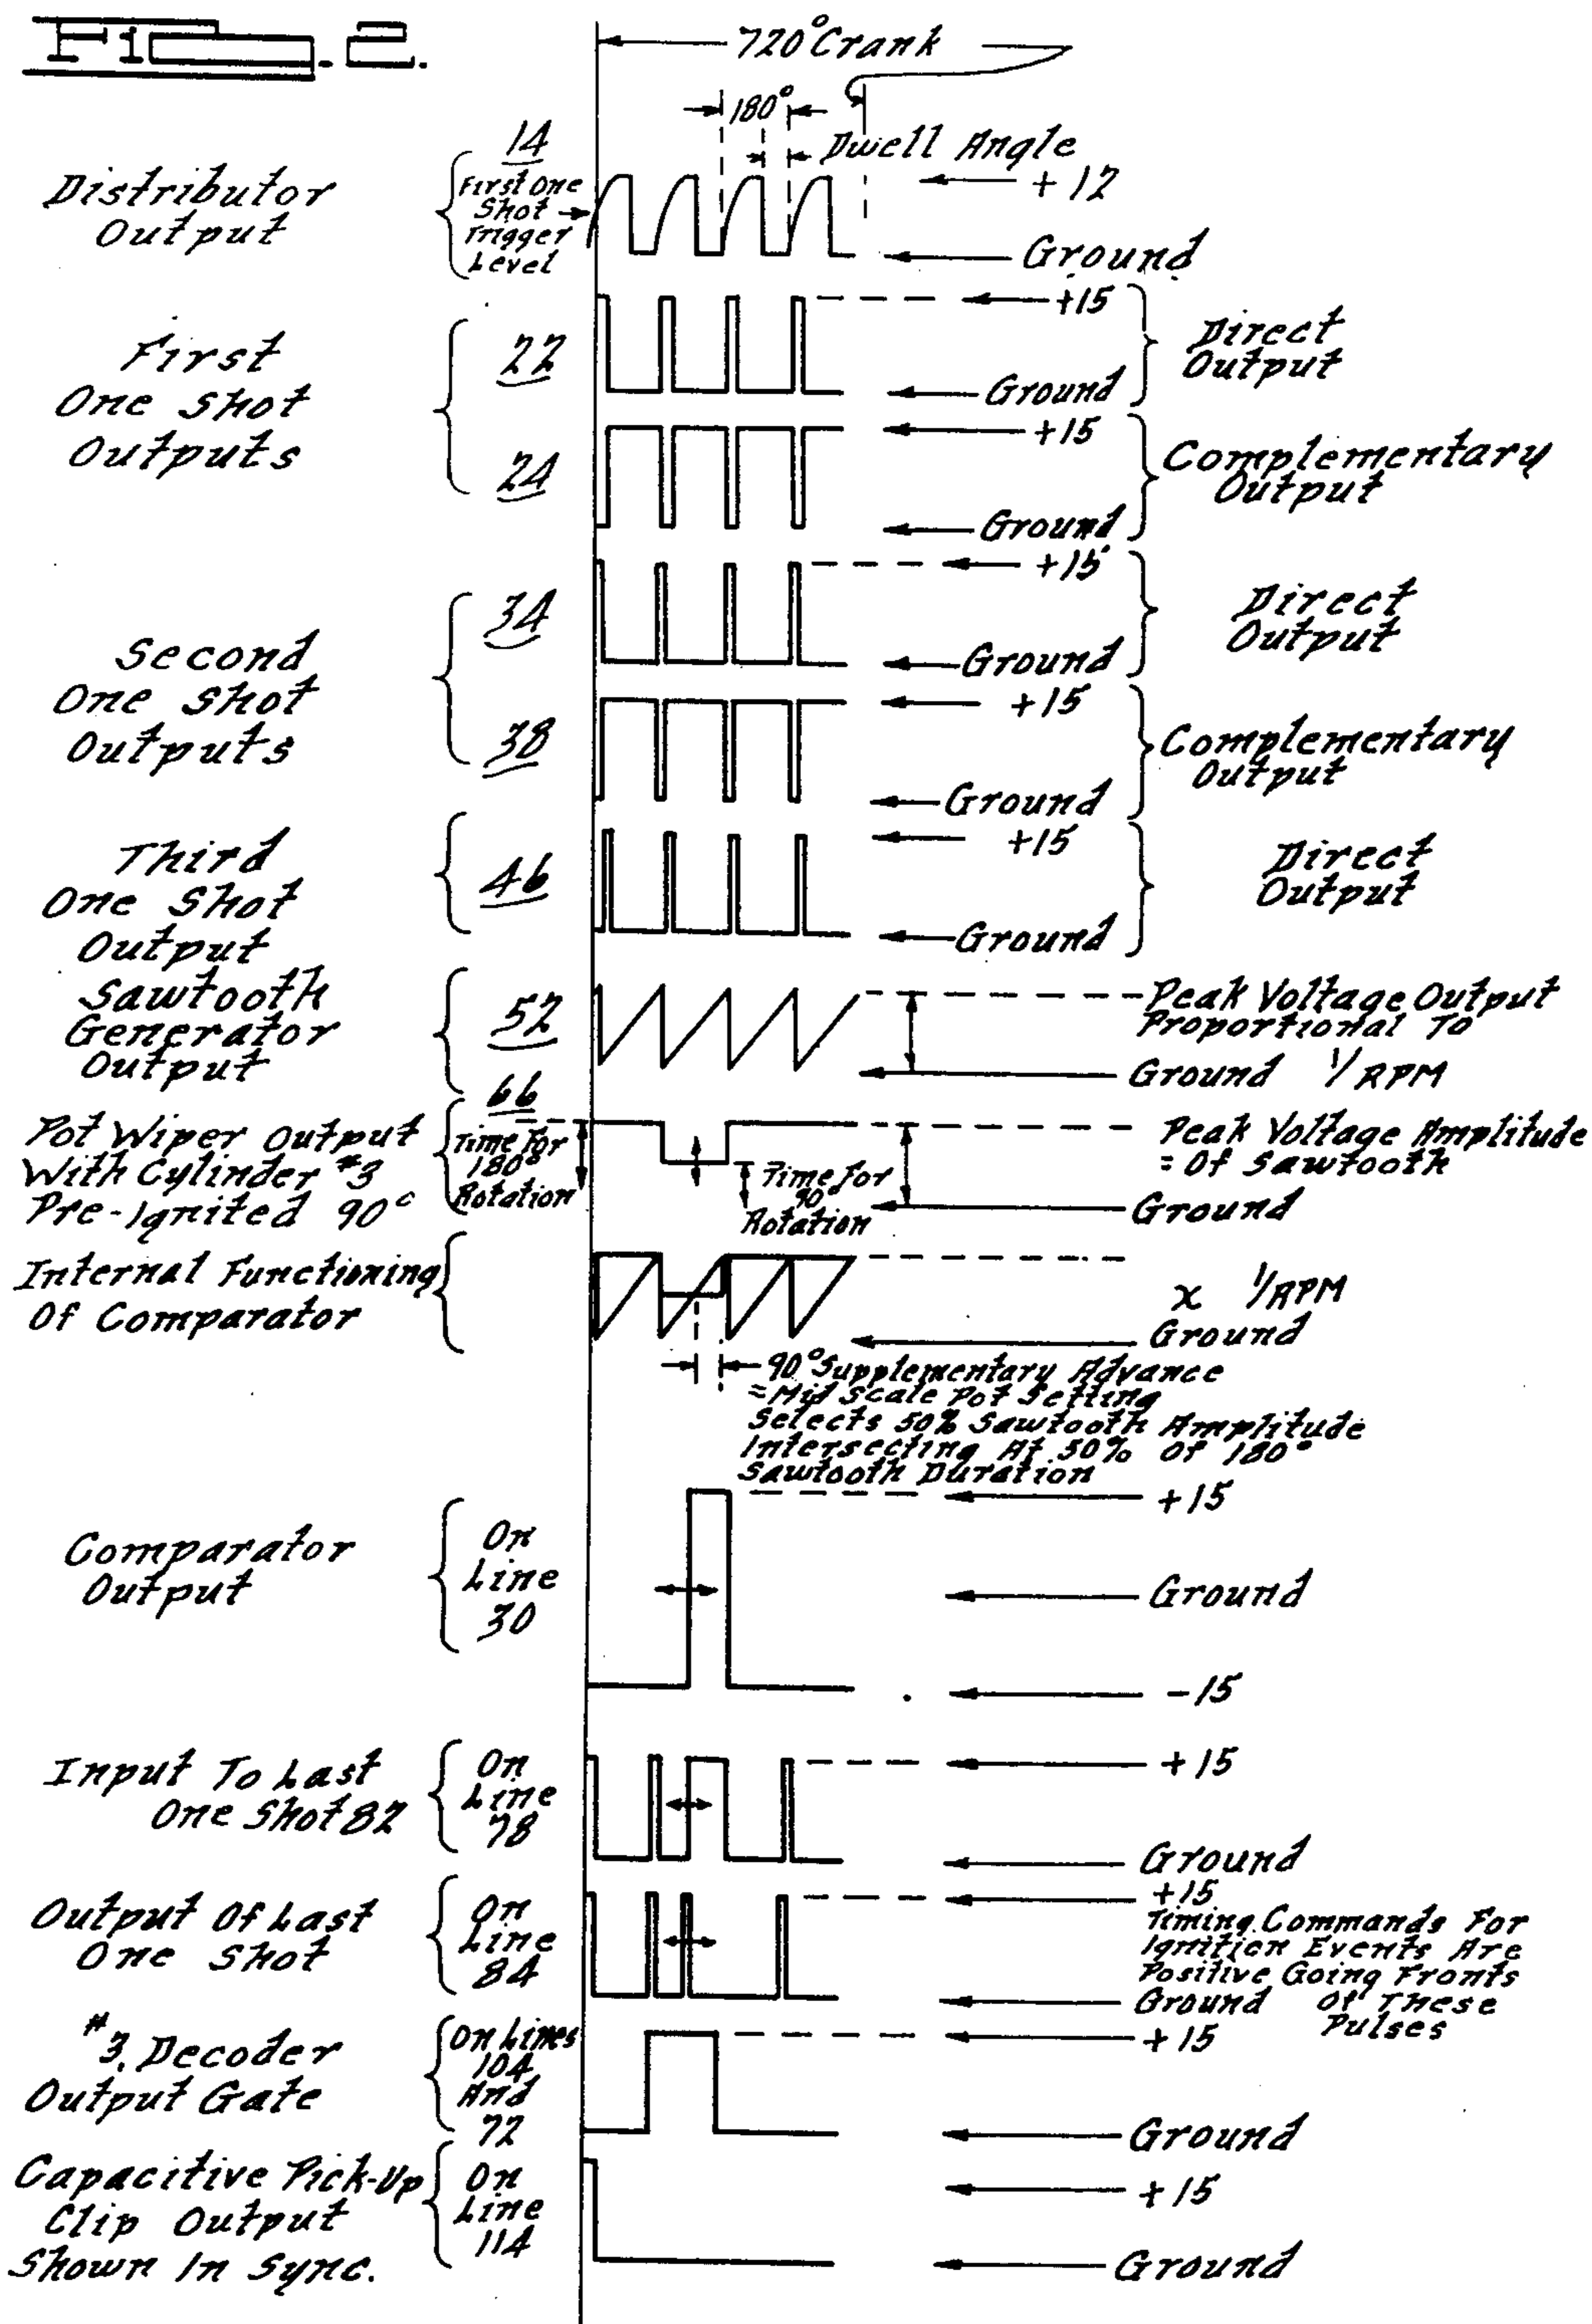 FIG. 2.
720° Crank
180°
Dwell Angle
Distributor
Output
14
First One
Shot
Trigger
Level
+12
Ground
First
One Shot
Outputs
22
+15
Ground
Direct
Output
24
+15
Ground
Complementary
Output
Second
One Shot
Outputs
34
+15
Ground
Direct
Output
38
+15
Ground
Complementary
Output
Third
One Shot
Output
46
+15
Ground
Direct
Output
Sawtooth
Generator
Output
52
Peak Voltage Output
Proportional To
Ground 1/RPM
Pot Wiper Output
With Cylinder #3
Pre-Ignited 90°
66
Time For
180°
Rotation
Time For
90°
Rotation
Peak Voltage Amplitude
= Of Sawtooth
Ground
Internal Functioning
Of Comparator
x 1/RPM
Ground
90° Supplementary Advance
= Mid Scale Pot Setting
Selects 50% Sawtooth Amplitude
Intersecting At 50% Of 180°
Sawtooth Duration
Comparator
Output
On
Line
30
+15
Ground
-15
Input To Last
One Shot 82
On
Line
78
+15
Ground
Output Of Last
One Shot
On
Line
84
+15
Timing Commands For
Ignition Events Are
Positive Going Fronts
Ground Of These
Pulses
#3, Decoder
Output Gate
On Lines
104
And
72
+15
Ground
Capacitive Pick-Up
Clip Output
Shown In Sync.
On
Line
114
+15
Ground